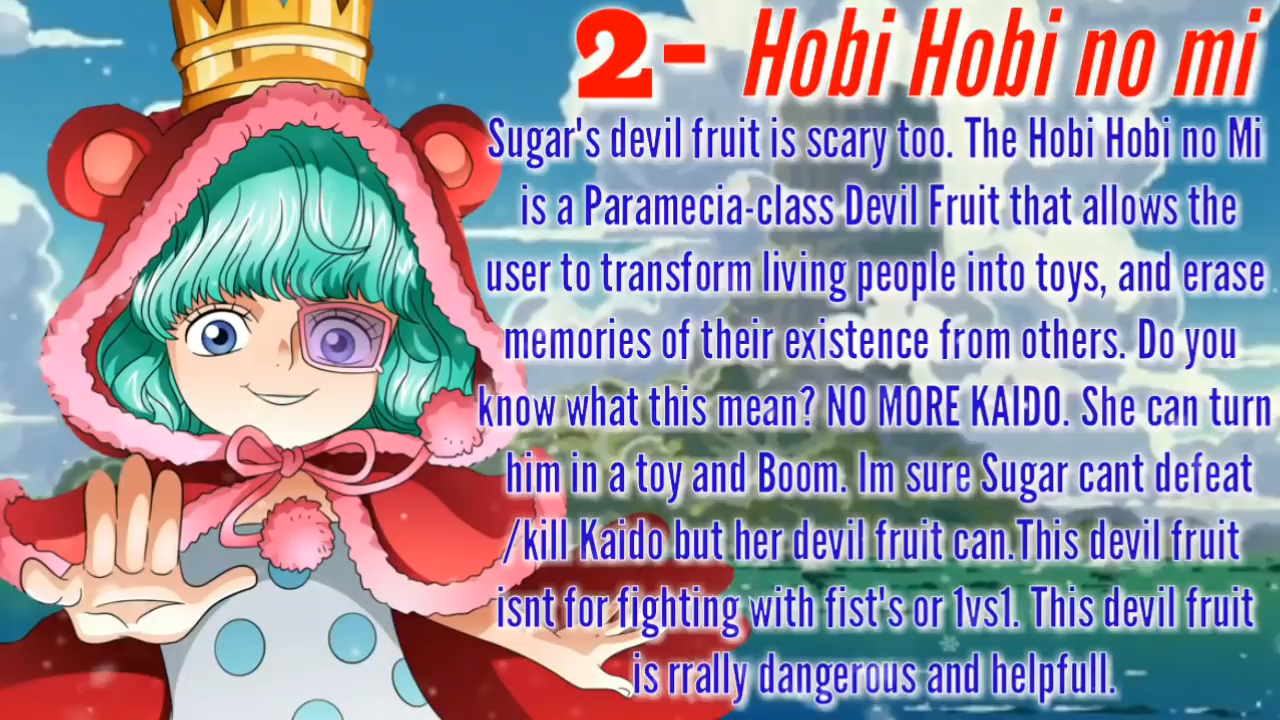 2- Hobi Hobi no mi
Sugar's devil fruit is scary too. The Hobi Hobi no Mi
is a Paramecia-class Devil Fruit that allows the
user to transform living people into toys, and erase
memories of their existence from others. Do you
know what this mean? NO MORE KAIDO. She can turn
him in a toy and Boom. Im sure Sugar cant defeat
/kill Kaido but her devil fruit can.This devil fruit
isnt for fighting with fist's or 1vs1. This devil fruit
is rrally dangerous and helpfull.